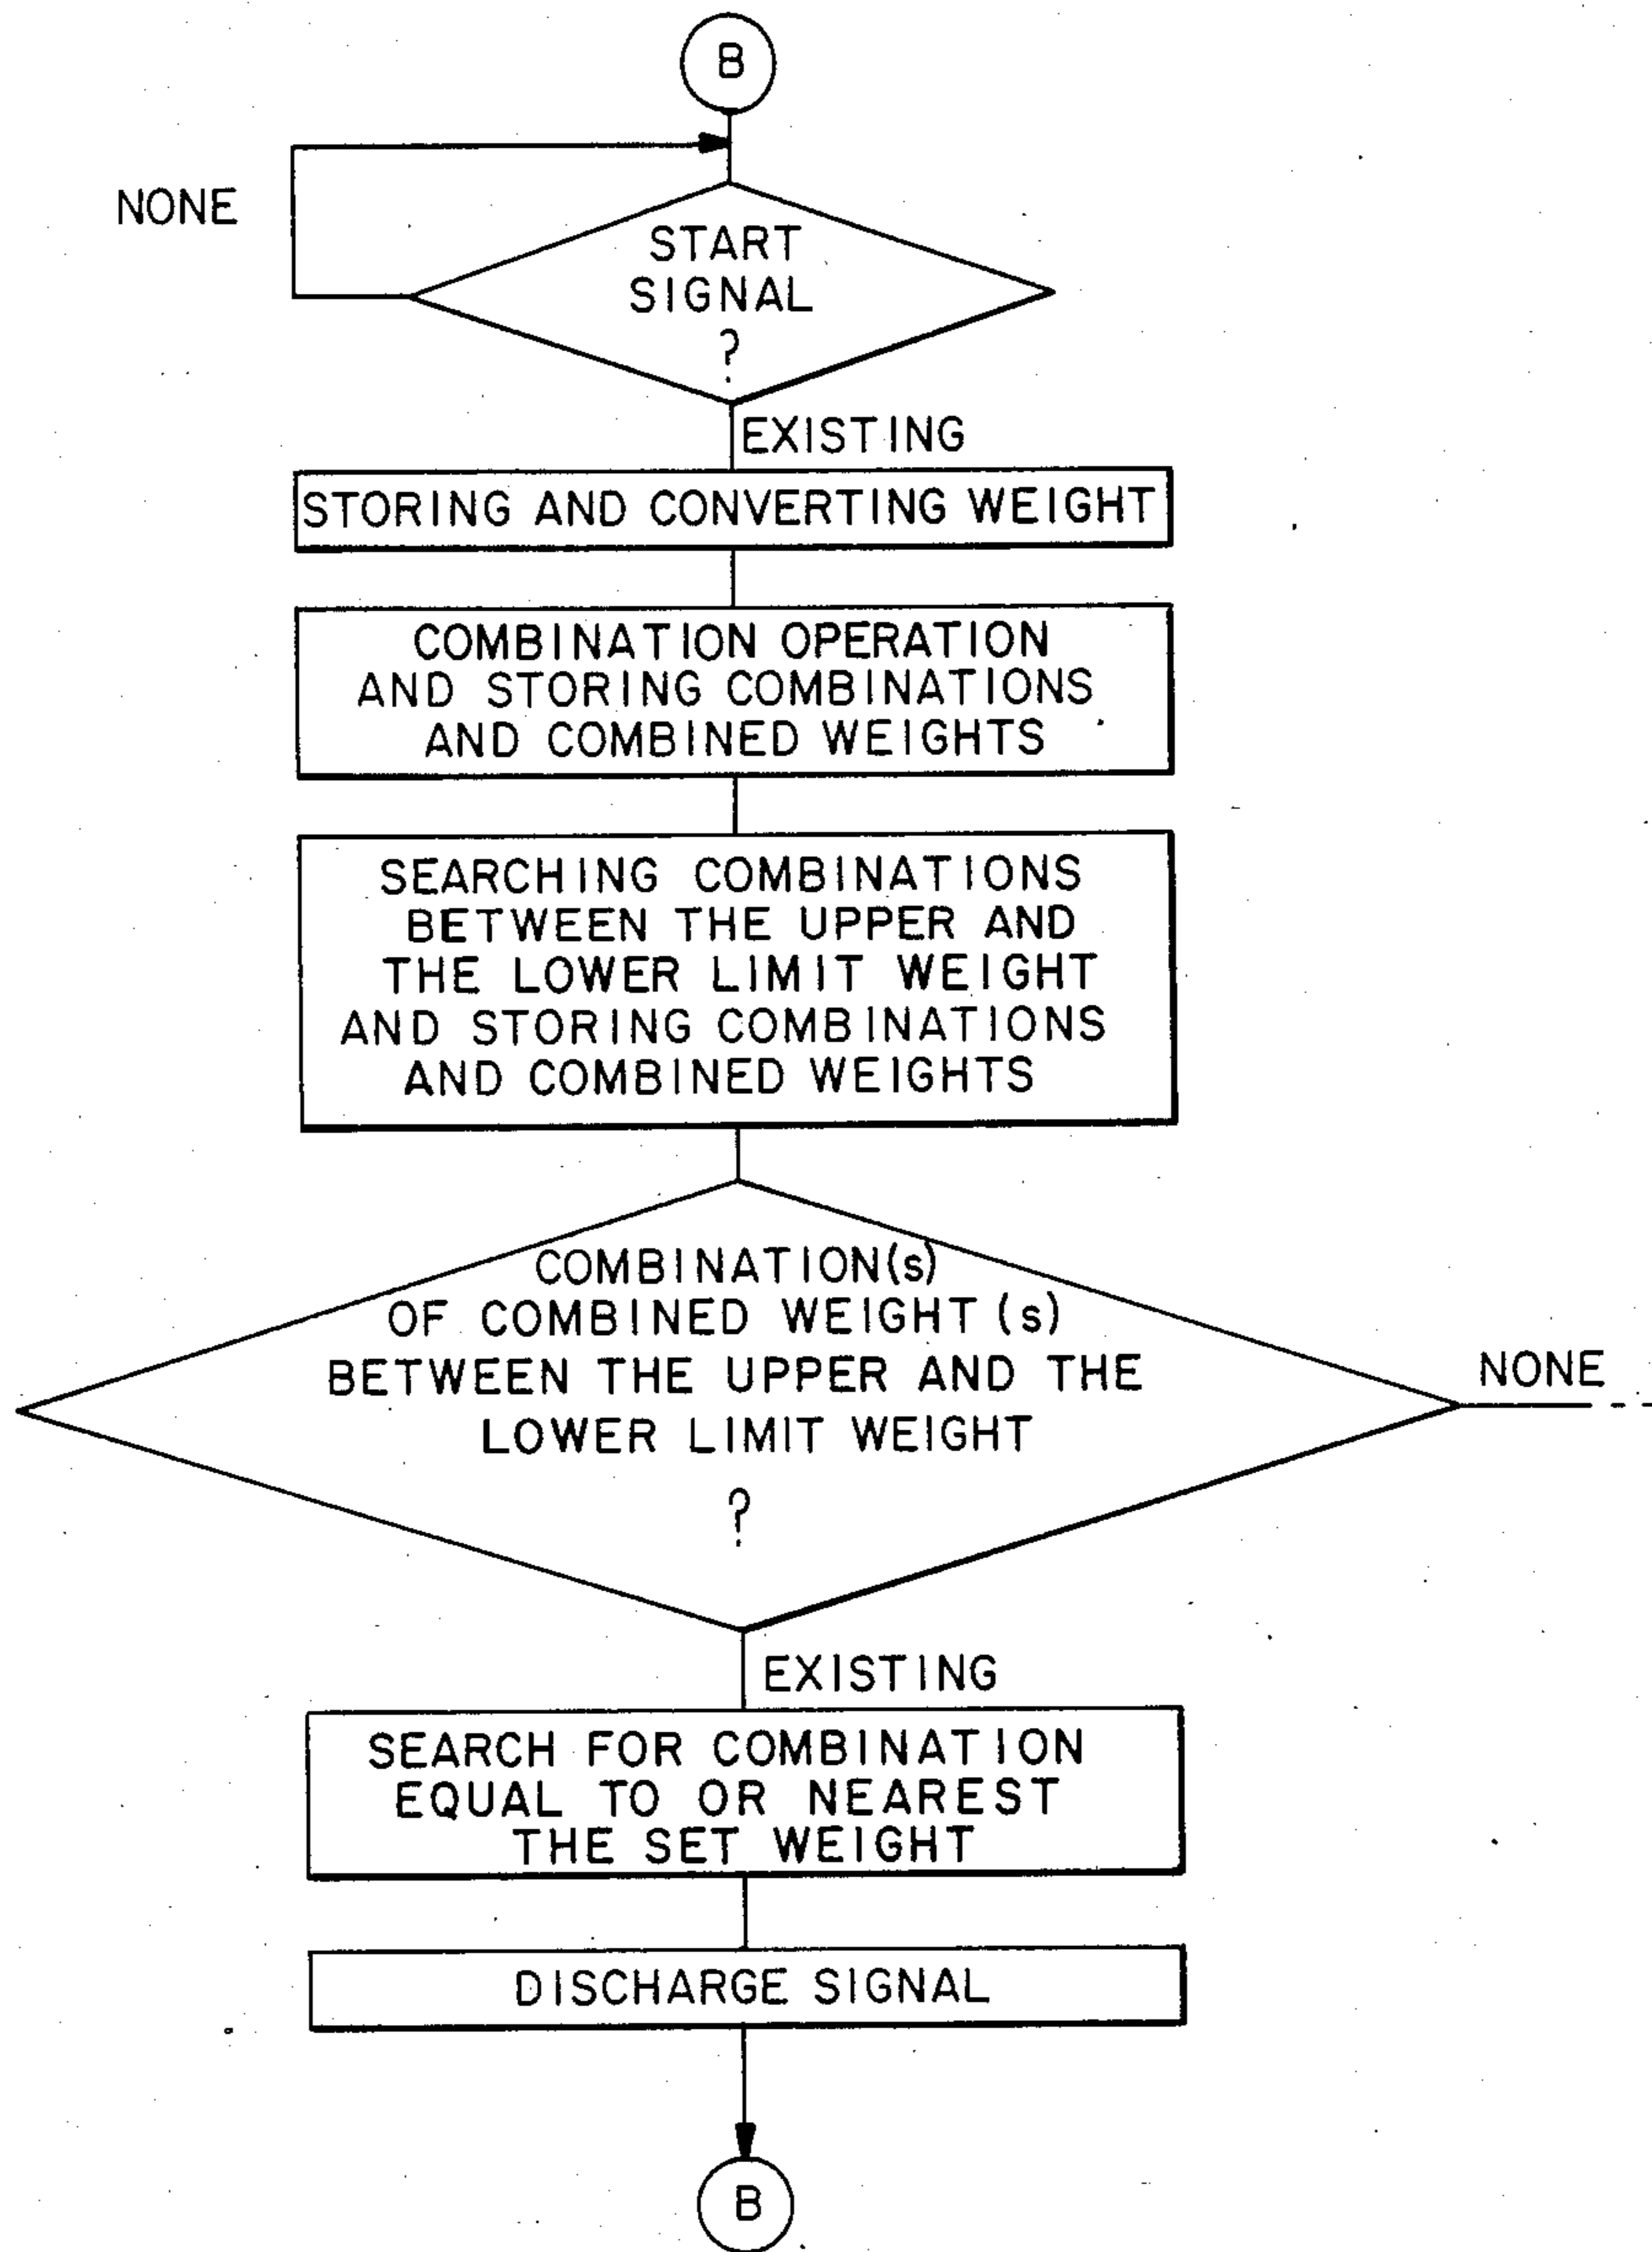 B
NONE
START
SIGNAL
?
EXISTING
STORING AND CONVERTING WEIGHT
COMBINATION OPERATION
AND STORING COMBINATIONS
AND COMBINED WEIGHTS
SEARCHING COMBINATIONS
BETWEEN THE UPPER AND
THE LOWER LIMIT WEIGHT
AND STORING COMBINATIONS
AND COMBINED WEIGHTS
COMBINATION(s)
OF COMBINED WEIGHT (s)
BETWEEN THE UPPER AND THE
LOWER LIMIT WEIGHT
?
NONE
EXISTING
SEARCH FOR COMBINATION
EQUAL TO OR NEAREST
THE SET WEIGHT
DISCHARGE SIGNAL
B